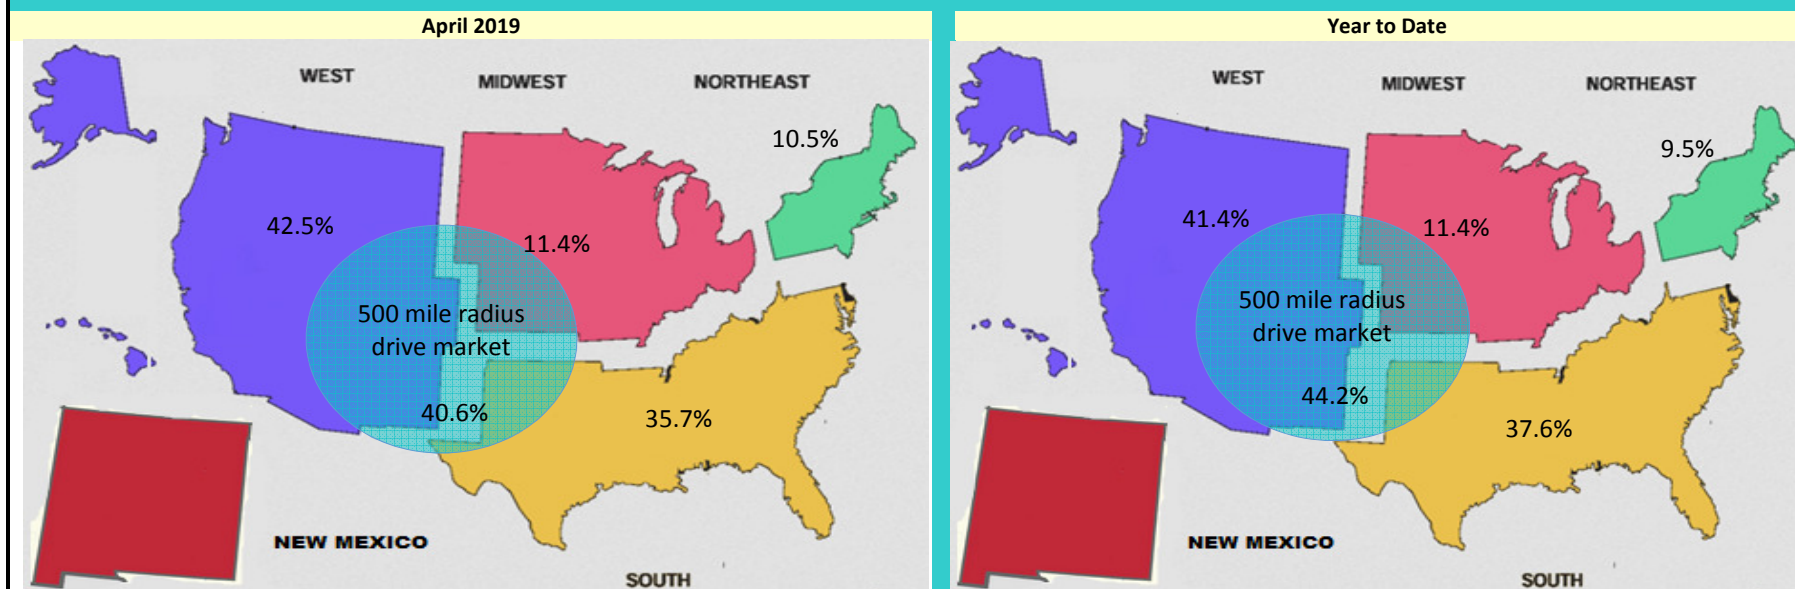 April 2019
WEST
MIDWEST
NORTHEAST
10.5%
42.5%
11.4%
500 mile radius
drive market
40.6%
35.7%
NEW MEXICO
SOUTH
Year to Date
WEST
MIDWEST
NORTHEAST
9.5%
41.4%
11.4%
500 mile radius
drive market
44.2%
37.6%
NEW MEXICO
SOUTH